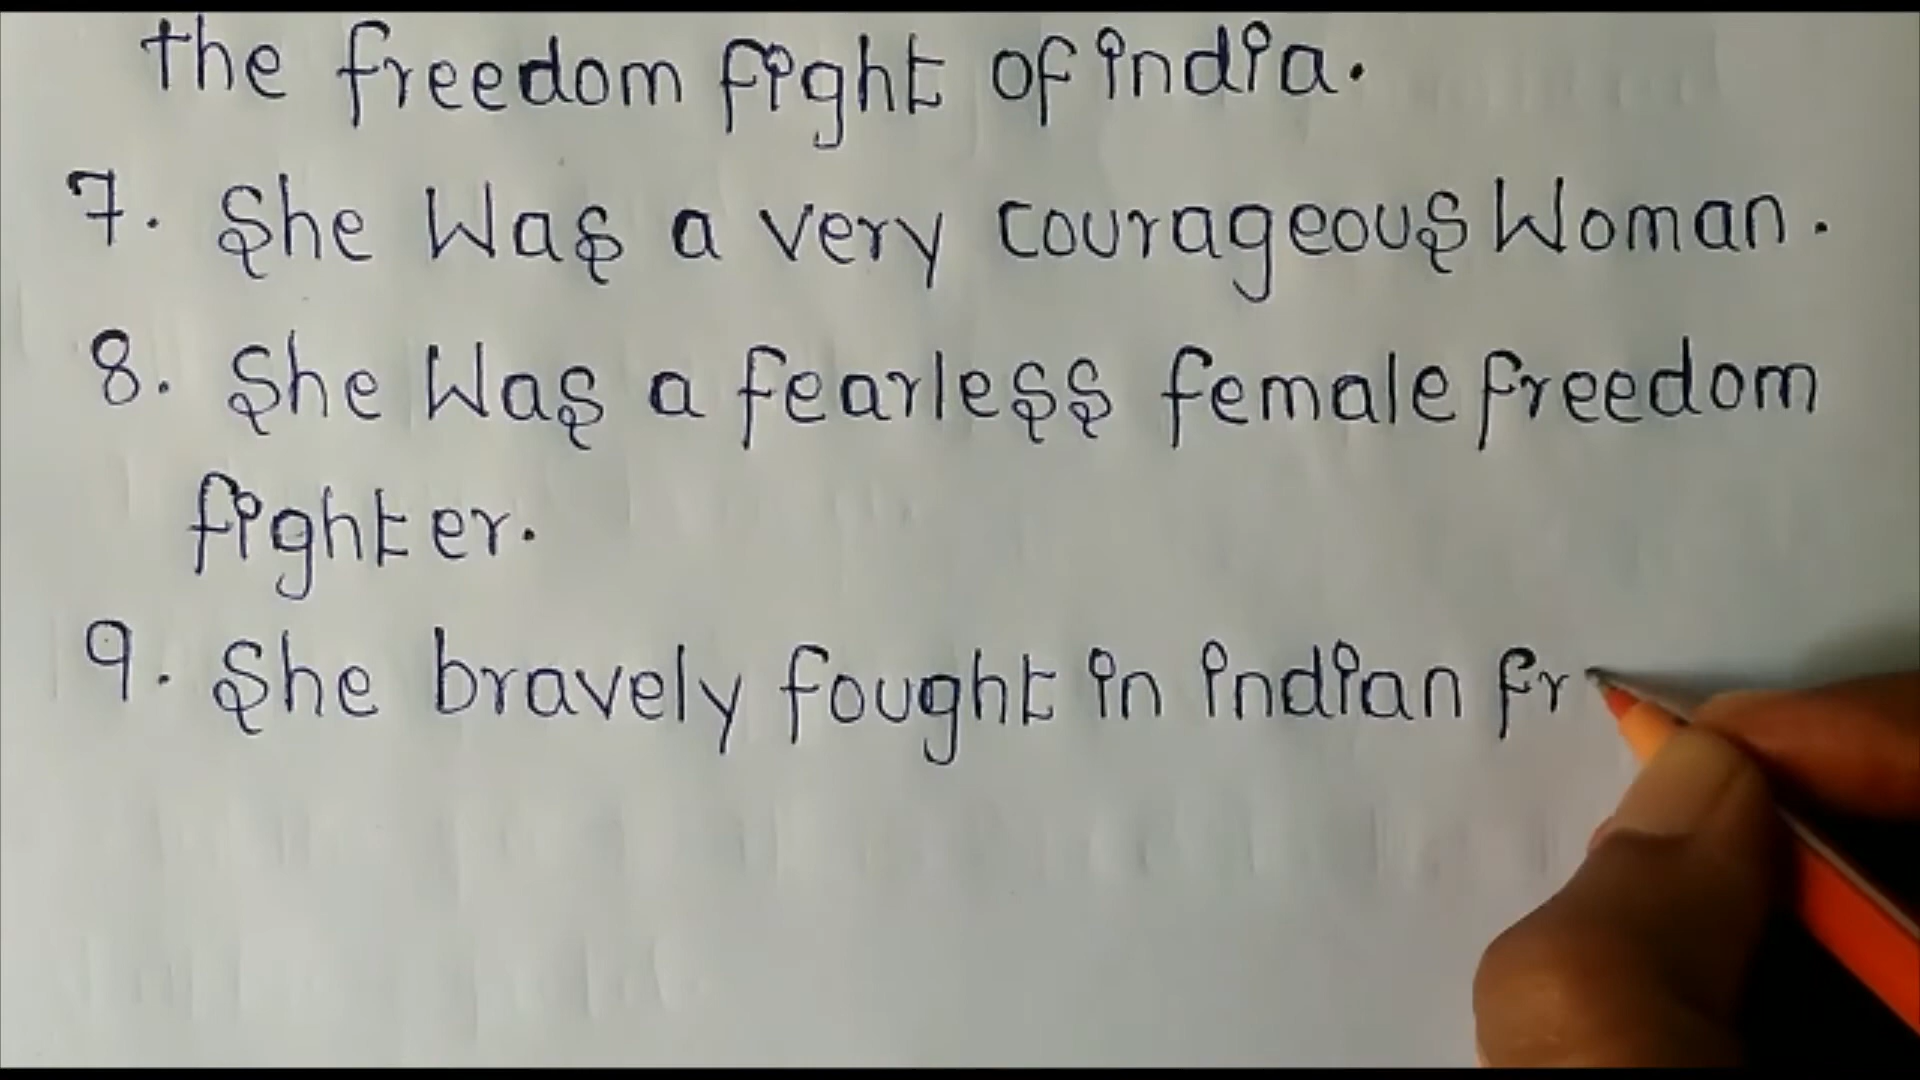 the freedom fight of india.
7. She Was a very courageous Woman.
8. She Was a fearless female freedom
fighter.
9. She bravely fought in indian fr